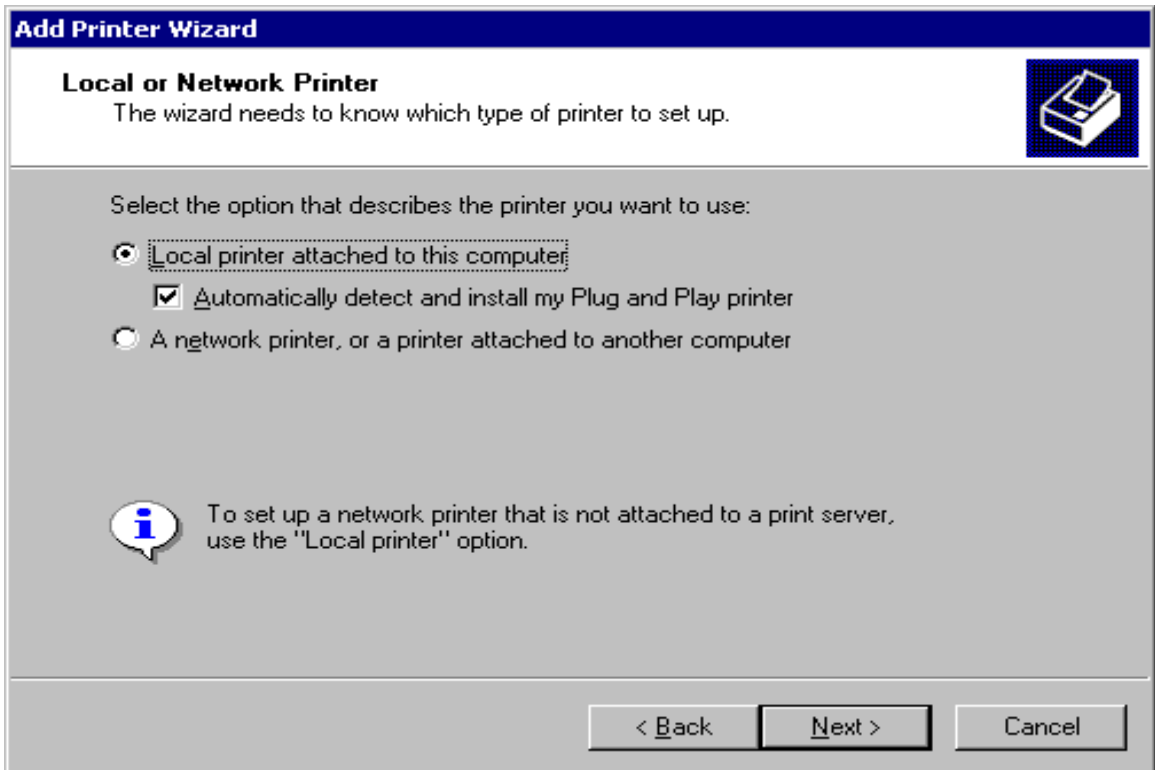 Add Printer Wizard
Local or Network Printer
The wizard needs to know which type of printer to set up.
Select the option that describes the printer you want to use:
Local printer attached to this computer
Automatically detect and install my Plug and Play printer
A network printer, or a printer attached to another computer
To set up a network printer that is not attached to a print server,
use the "Local printer" option.
< Back Next > Cancel